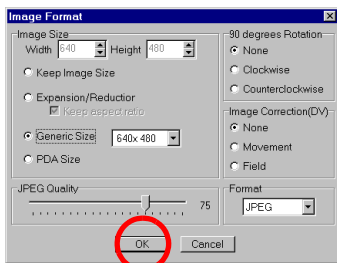 Image Format
Image Size
Width 640 Height 480
Keep Image Size
Expansion/Reduction
Keep aspect ratio
Generic Size 640x 480
PDA Size
JPEG Quality
75
90 degrees Rotation
None
Clockwise
Counterclockwise
Image Correction(DV)
None
Movement
Field
Format
JPEG
OK Cancel